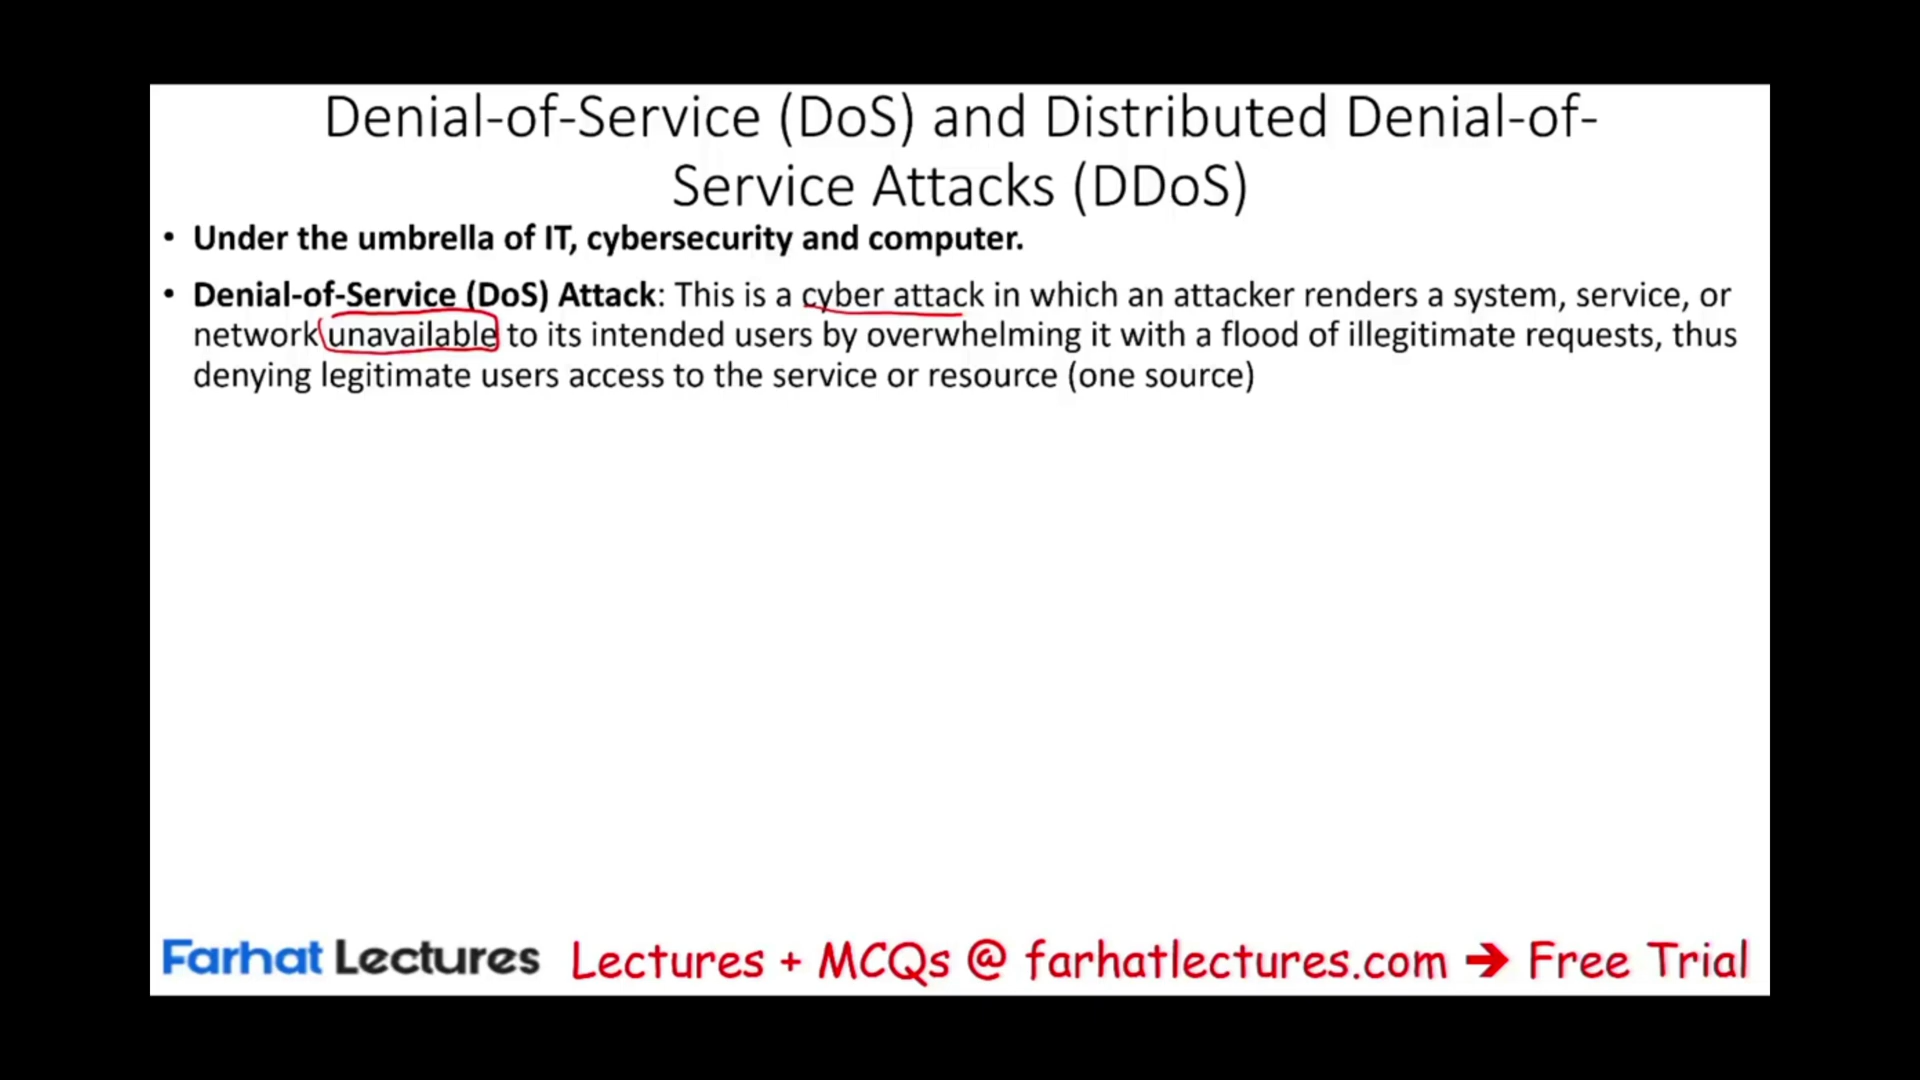 Denial-of-Service (DoS) and Distributed Denial-of-
Service Attacks (DDoS)
• Under the umbrella of IT, cybersecurity and computer.
• Denial-of-Service (DoS) Attack: This is a cyber attack in which an attacker renders a system, service, or
network unavailable to its intended users by overwhelming it with a flood of illegitimate requests, thus
denying legitimate users access to the service or resource (one source)
Farhat Lectures Lectures + MCQs @ farhatlectures.com ➔ Free Trial